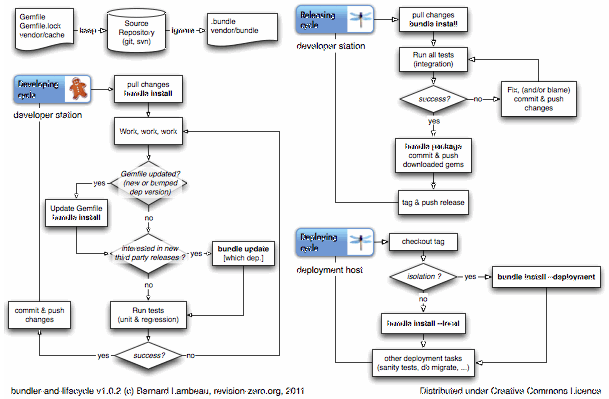 Gemfile
Gemfile.lock
vendor/cache
keep
Source
Repository
(git, svn)
ignore
.bundle
vendor/bundle
Developing
cycle
developer station
pull changes
bundle install
Work, work, work
Gemfile updated?
(new or bumped
dep version)
yes
no
Update Gemfile
bundle install
interested in new
third party releases ?
yes
bundle update
[which dep.]
no
Run tests
(unit & regression)
commit & push
changes
yes
success?
no
Releasing
cycle
developer station
pull changes
bundle install
Run all tests
(integration)
success?
no
Fix, (and/or blame)
commit & push
changes
yes
bundle package
commit & push
downloaded gems
tag & push release
Deploying
cycle
deployment host
checkout tag
isolation ?
yes
bundle install --deployment
no
bundle install --local
other deployment tasks
(sanity tests, db migrate, ...)
bundler-and-lifecycle v1.0.2 (c) Bernard Lambeau, revision-zero.org, 2011
Distributed under Creative Commons Licence